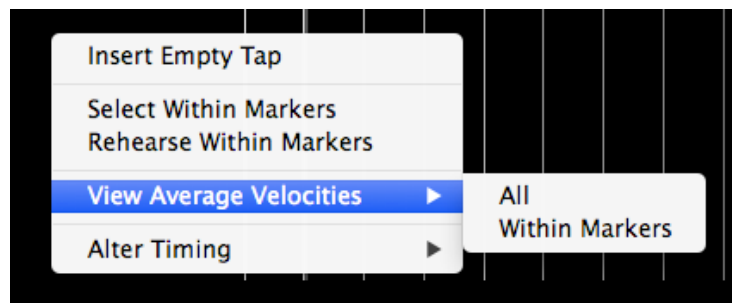 Insert Empty Tap
Select Within Markers
Rehearse Within Markers
View Average Velocities
All
Within Markers
Alter Timing